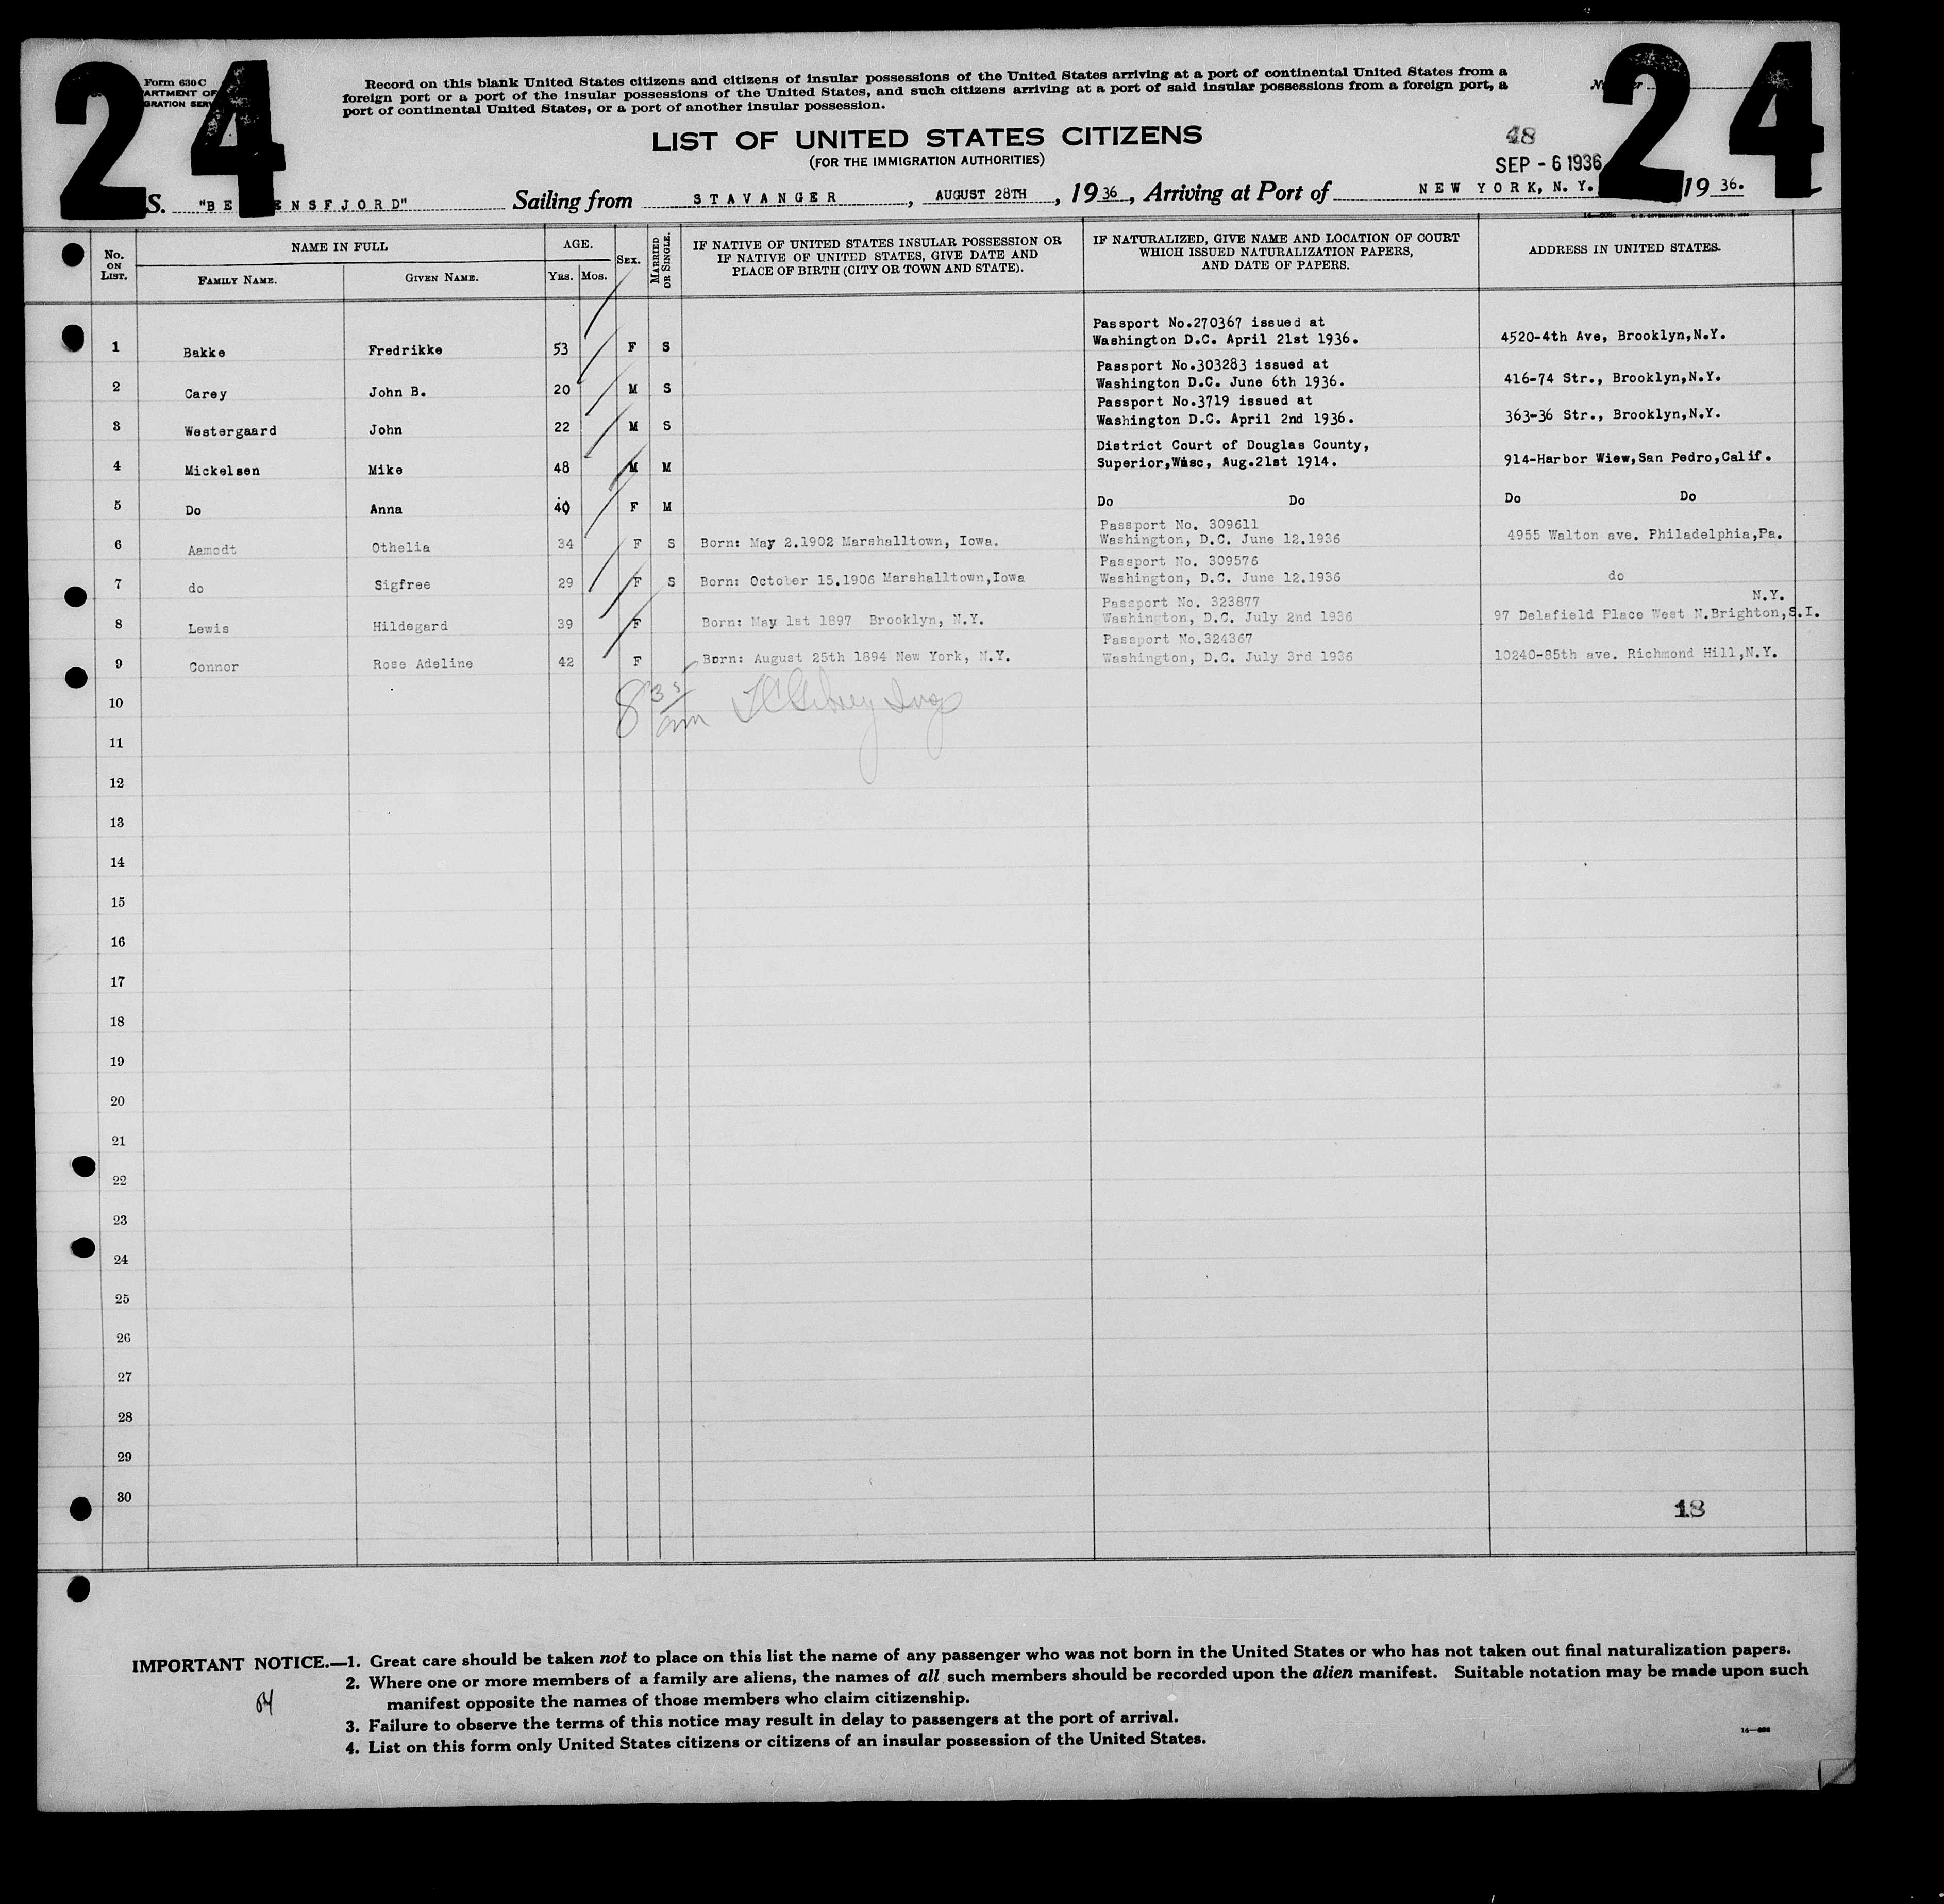 24
24
Form 630 C
ARTMENT OF
GRATION SERV
Record on this blank United States citizens and citizens of insular possessions of the United States arriving at a port of continental United States from a
foreign port or a port of the insular possessions of the United States, and such citizens arriving at a port of said insular possessions from a foreign port, a
port of continental United States, or a port of another insular possession.
LIST OF UNITED STATES CITIZENS
(FOR THE IMMIGRATION AUTHORITIES)
48
SEP - 6 1936
S. "BE ENSFJORD" Sailing from STAVANGER, AUGUST 28TH, 1936, Arriving at Port of NEW YORK, N. Y. 1936.
No. ON LIST.
NAME IN FULL
FAMILY NAME. GIVEN NAME.
AGE.
YRS. MOS.
SEX.
MARRIED OR SINGLE.
IF NATIVE OF UNITED STATES INSULAR POSSESSION OR
IF NATIVE OF UNITED STATES, GIVE DATE AND
PLACE OF BIRTH (CITY OR TOWN AND STATE).
IF NATURALIZED, GIVE NAME AND LOCATION OF COURT
WHICH ISSUED NATURALIZATION PAPERS,
AND DATE OF PAPERS.
ADDRESS IN UNITED STATES.
Passport No.270367 issued at
1 Bakke Fredrikke 53 F S Washington D.C. April 21st 1936. 4520-4th Ave, Brooklyn,N.Y.
Passport No.303283 issued at
2 Carey John B. 20 M S Washington D.C. June 6th 1936. 416-74 Str., Brooklyn,N.Y.
Passport No.3719 issued at
3 Westergaard John 22 M S Washington D.C. April 2nd 1936. 363-36 Str., Brooklyn,N.Y.
District Court of Douglas County,
4 Mickelsen Mike 48 M M Superior,Wisc, Aug.21st 1914. 914-Harbor Wiew,San Pedro,Calif.
5 Do Anna 40 F M Do Do Do Do
Passport No. 309611
6 Aamodt Othelia 34 F S Born: May 2.1902 Marshalltown, Iowa. Washington, D.C. June 12.1936 4955 Walton ave. Philadelphia,Pa.
Passport No. 309576
7 do Sigfree 29 F S Born: October 15.1906 Marshalltown,Iowa Washington, D.C. June 12.1936 do
Passport No. 323877 N.Y.
8 Lewis Hildegard 39 F Born: May 1st 1897 Brooklyn, N.Y. Washington, D.C. July 2nd 1936 97 Delafield Place West N.Brighton,S.I.
Passport No.324367
9 Connor Rose Adeline 42 F Born: August 25th 1894 New York, N.Y. Washington, D.C. July 3rd 1936 10240-85th ave. Richmond Hill,N.Y.
10 8 35 am
11
12
13
14
15
16
17
18
19
20
21
22
23
24
25
26
27
28
29
30
18
IMPORTANT NOTICE.—1. Great care should be taken not to place on this list the name of any passenger who was not born in the United States or who has not taken out final naturalization papers.
2. Where one or more members of a family are aliens, the names of all such members should be recorded upon the alien manifest. Suitable notation may be made upon such
manifest opposite the names of those members who claim citizenship.
3. Failure to observe the terms of this notice may result in delay to passengers at the port of arrival.
4. List on this form only United States citizens or citizens of an insular possession of the United States.